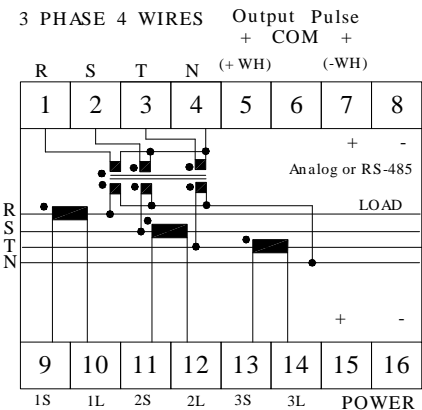 3 PHASE 4 WIRES Output Pulse
+ COM +
R S T N (+WH) (-WH)
1 2 3 4 5 6 7 8
+ -
Analog or RS-485
R LOAD
S
T
N
+ -
9 10 11 12 13 14 15 16
1S 1L 2S 2L 3S 3L POWER